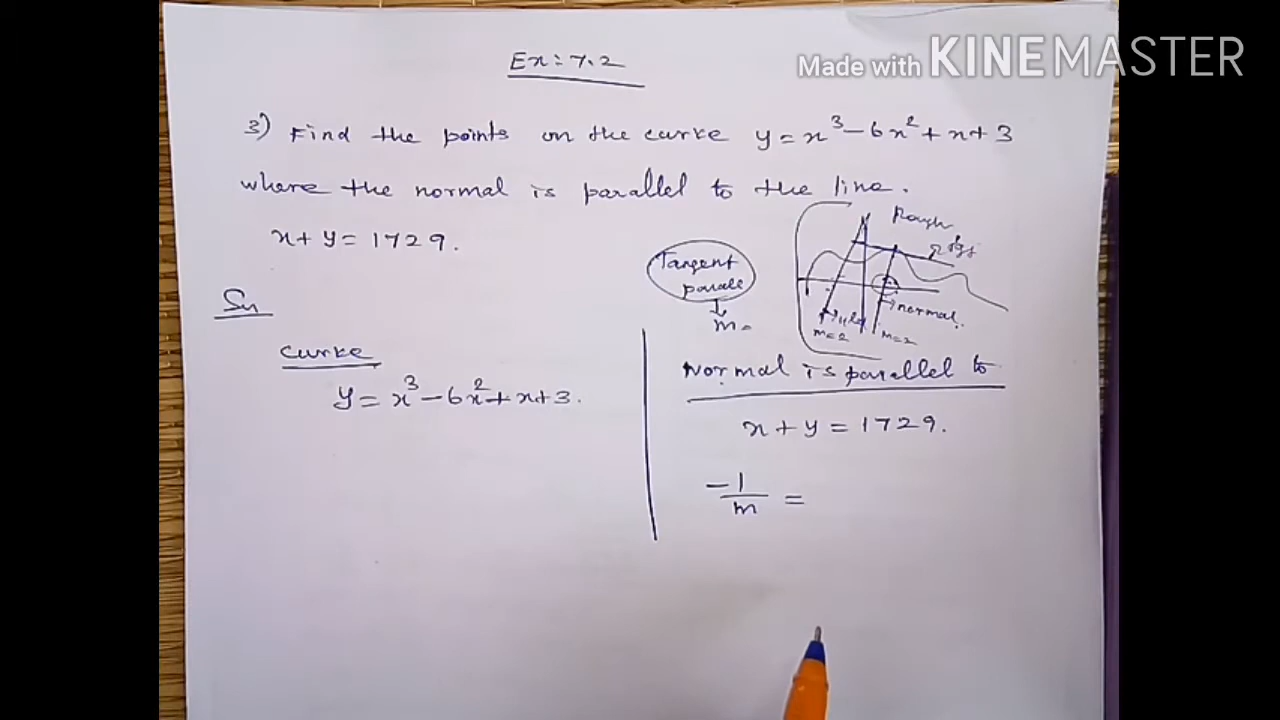 Made with KINEMASTER
Ex: 7.2
3) Find the points on the curve y = x³ - 6x² + x + 3
where the normal is parallel to the line.
x + y = 1729.
Rough
Tangent
normal.
m =
m=2
m=2
Curve
y = x³ - 6x² + x + 3.
Normal is parallel to
x + y = 1729.
-1/m =